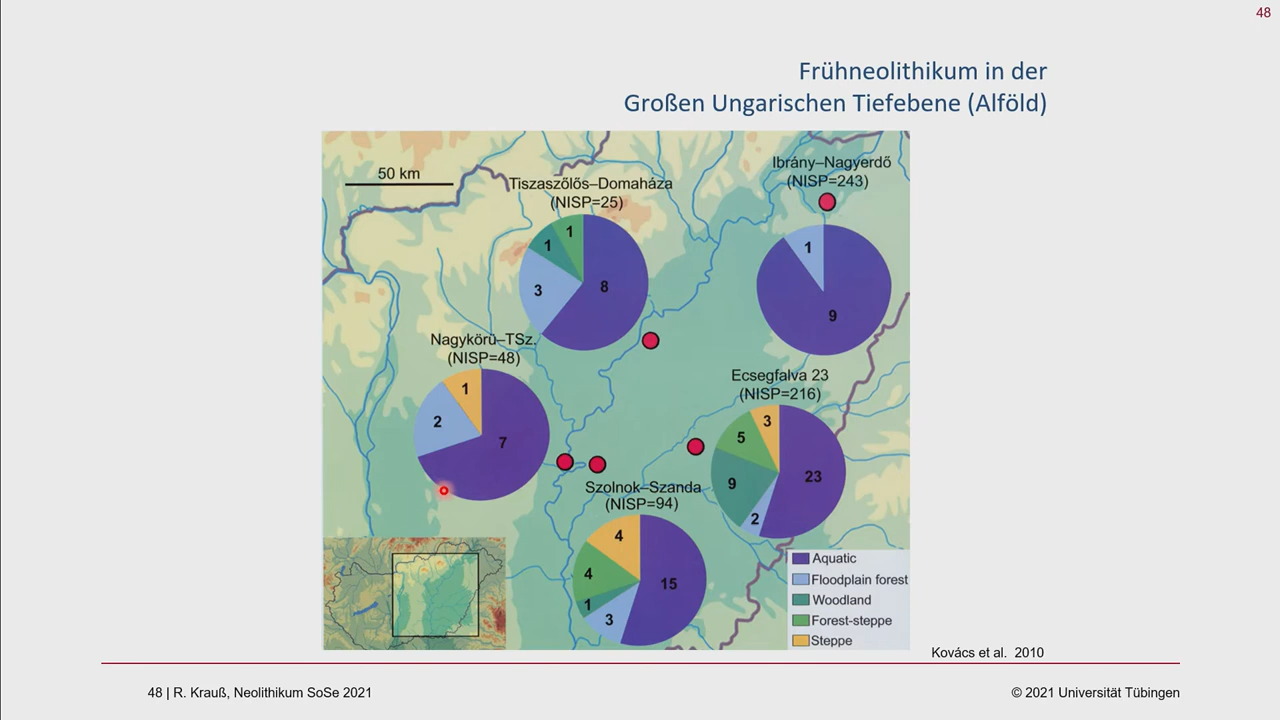 48
Frühneolithikum in der
Großen Ungarischen Tiefebene (Alföld)
50 km
Tiszaszőlős–Domaháza
(NISP=25)
1
1
3
8
Ibrány–Nagyerdő
(NISP=243)
1
9
Nagykörü–TSz.
(NISP=48)
1
2
7
Ecsegfalva 23
(NISP=216)
3
5
9
23
2
Szolnok–Szanda
(NISP=94)
4
4
15
1
3
Aquatic
Floodplain forest
Woodland
Forest-steppe
Steppe
Kovács et al. 2010
48 | R. Krauß, Neolithikum SoSe 2021
© 2021 Universität Tübingen